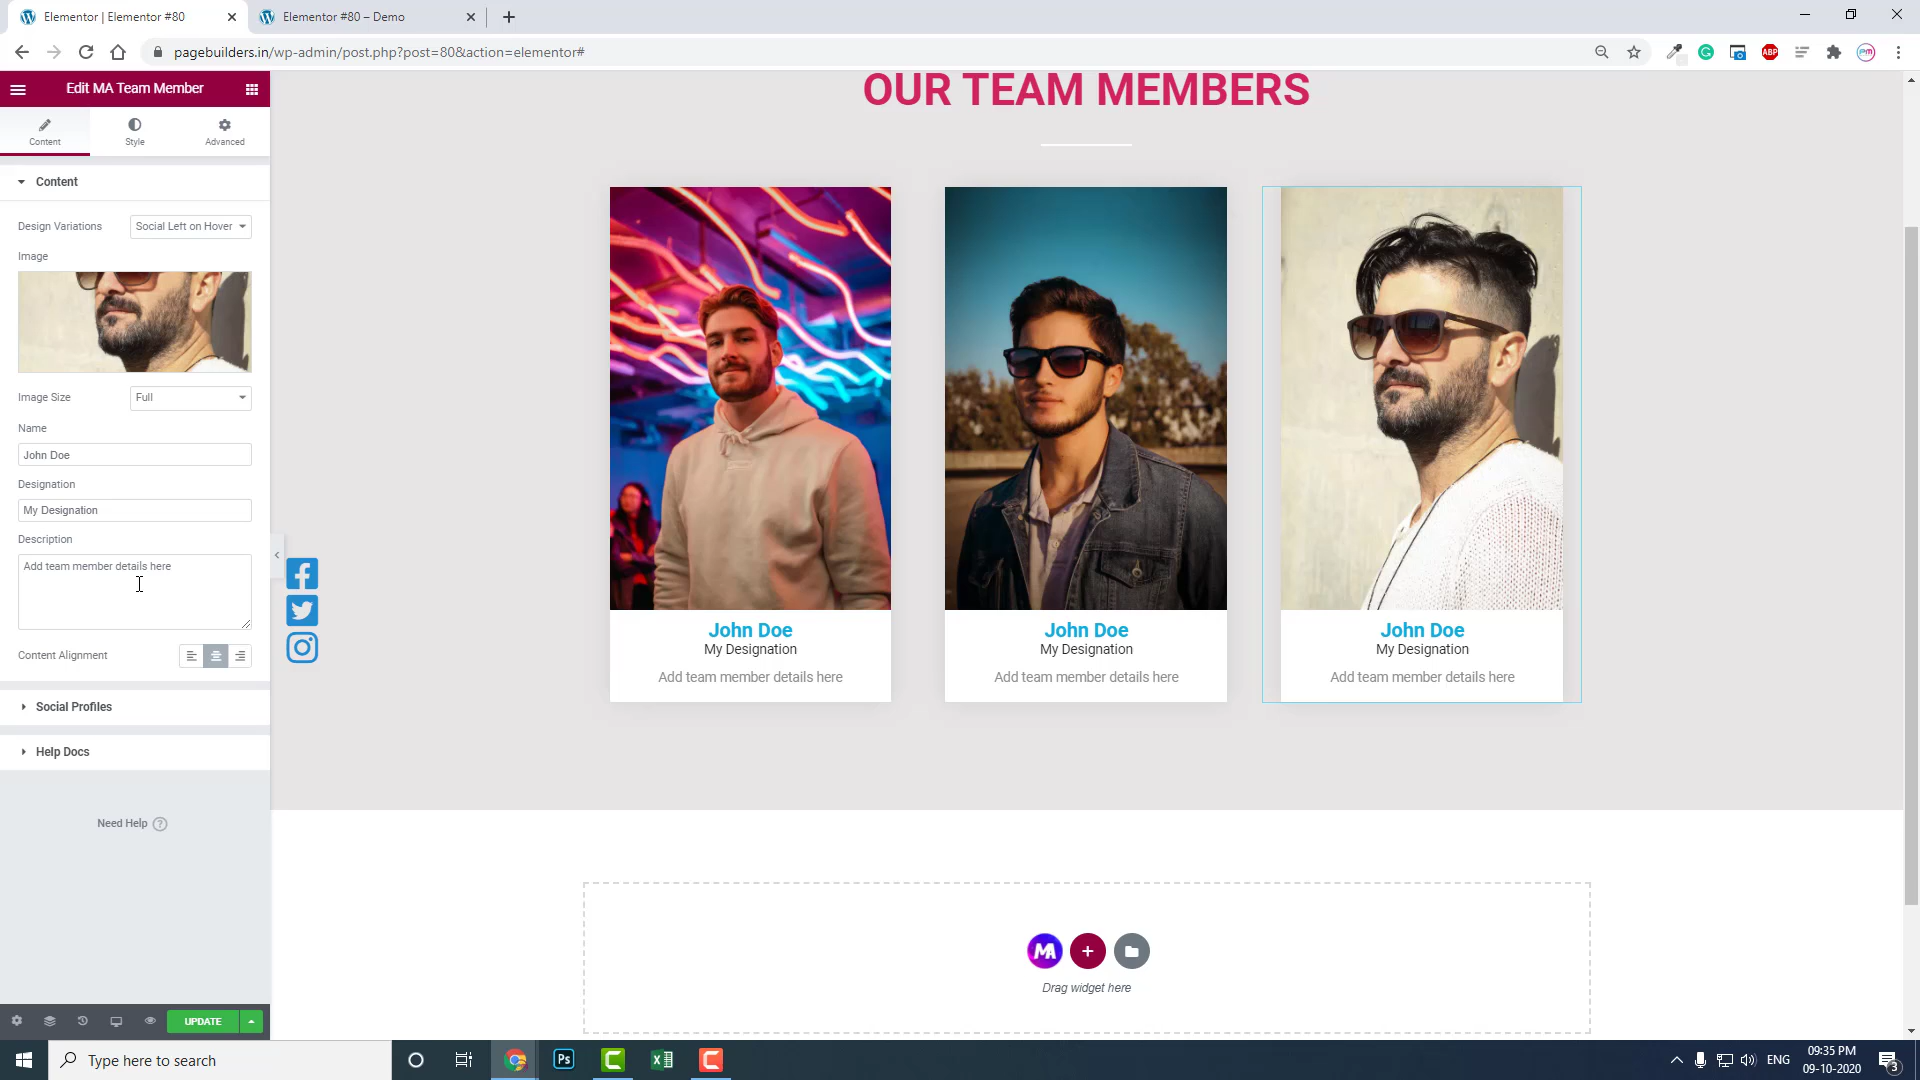 Elementor | Elementor #80
Elementor #80 – Demo
pagebuilders.in/wp-admin/post.php?post=80&action=elementor#
ABP
Edit MA Team Member
Content
Style
Advanced
Content
Design Variations
Social Left on Hover
Image
Image Size
Full
Name
John Doe
Designation
My Designation
Description
Add team member details here
Content Alignment
Social Profiles
Help Docs
Need Help ?
UPDATE
OUR TEAM MEMBERS
John Doe
My Designation
Add team member details here
John Doe
My Designation
Add team member details here
John Doe
My Designation
Add team member details here
MA
Drag widget here
Type here to search
Ps
ENG
09:35 PM
09-10-2020
3